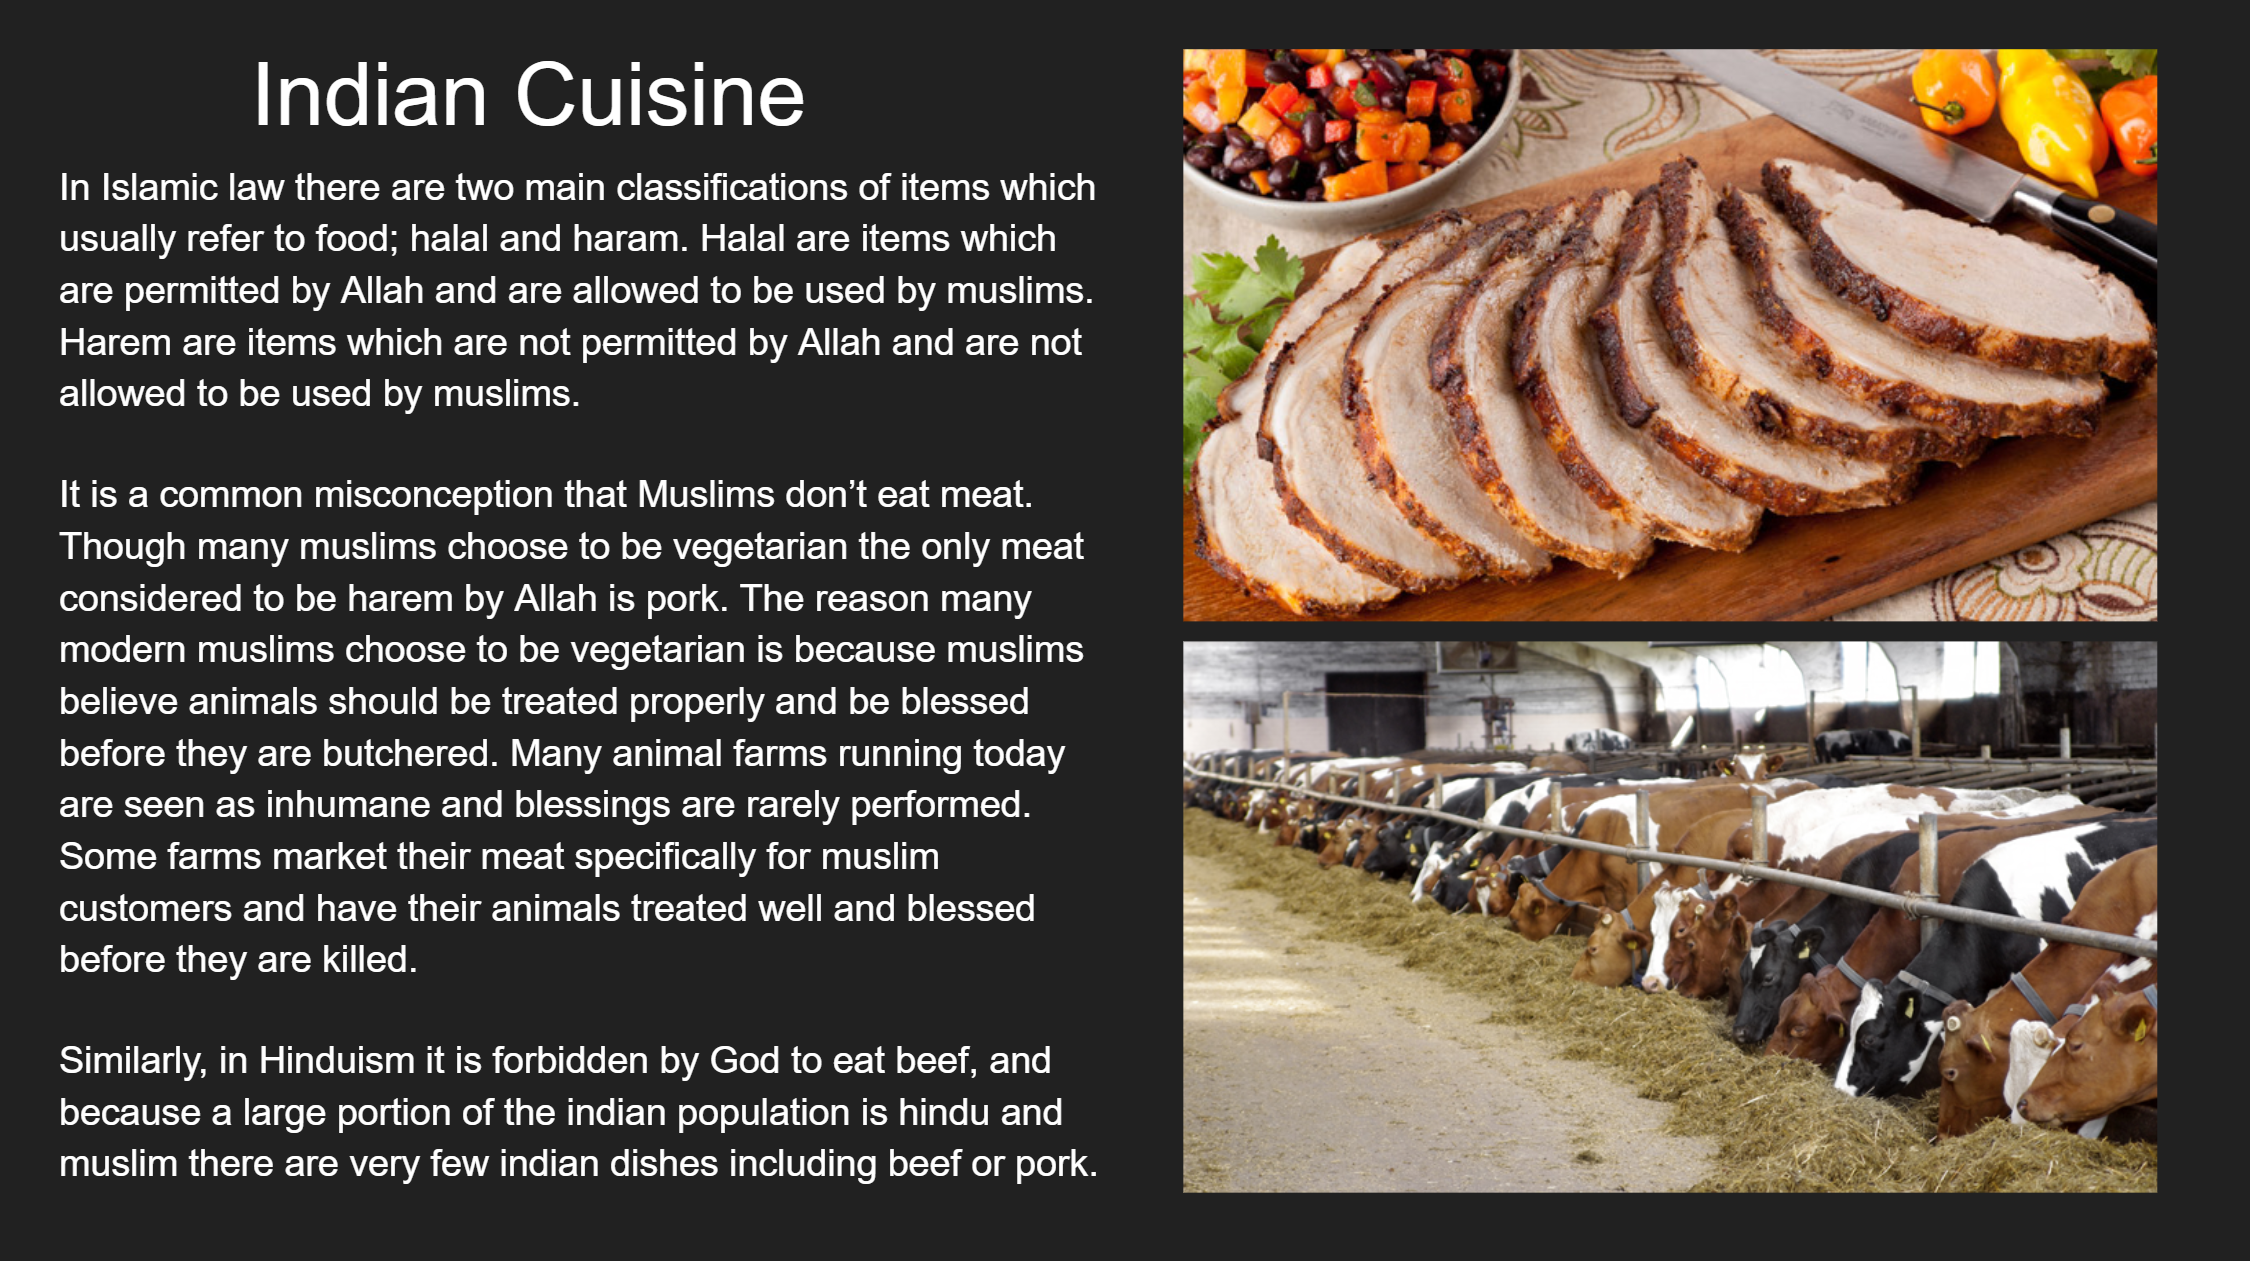 Indian Cuisine
In Islamic law there are two main classifications of items which
usually refer to food; halal and haram. Halal are items which
are permitted by Allah and are allowed to be used by muslims.
Harem are items which are not permitted by Allah and are not
allowed to be used by muslims.
It is a common misconception that Muslims don’t eat meat.
Though many muslims choose to be vegetarian the only meat
considered to be harem by Allah is pork. The reason many
modern muslims choose to be vegetarian is because muslims
believe animals should be treated properly and be blessed
before they are butchered. Many animal farms running today
are seen as inhumane and blessings are rarely performed.
Some farms market their meat specifically for muslim
customers and have their animals treated well and blessed
before they are killed.
Similarly, in Hinduism it is forbidden by God to eat beef, and
because a large portion of the indian population is hindu and
muslim there are very few indian dishes including beef or pork.